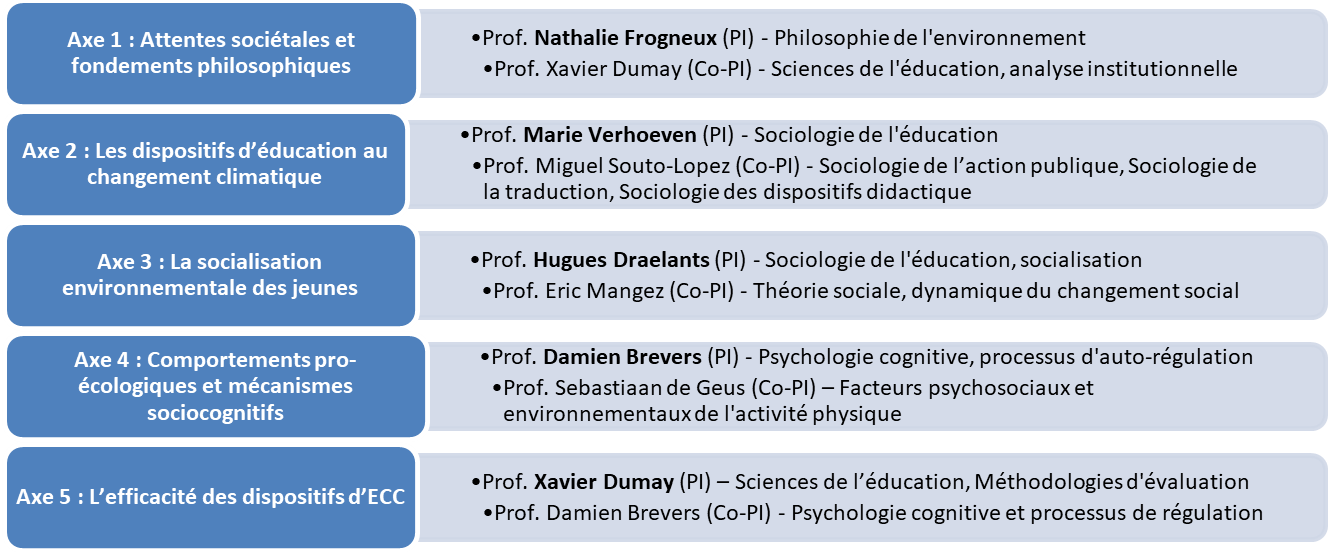 Axe 1 : Attentes sociétales et
fondements philosophiques
•Prof. Nathalie Frogneux (PI) - Philosophie de l'environnement
•Prof. Xavier Dumay (Co-PI) - Sciences de l'éducation, analyse institutionnelle
Axe 2 : Les dispositifs d’éducation au
changement climatique
•Prof. Marie Verhoeven (PI) - Sociologie de l'éducation
•Prof. Miguel Souto-Lopez (Co-PI) - Sociologie de l’action publique, Sociologie de
la traduction, Sociologie des dispositifs didactique
Axe 3 : La socialisation
environnementale des jeunes
•Prof. Hugues Draelants (PI) - Sociologie de l'éducation, socialisation
•Prof. Eric Mangez (Co-PI) - Théorie sociale, dynamique du changement social
Axe 4 : Comportements pro-
écologiques et mécanismes
sociocognitifs
•Prof. Damien Brevers (PI) - Psychologie cognitive, processus d'auto-régulation
•Prof. Sebastiaan de Geus (Co-PI) – Facteurs psychosociaux et
environnementaux de l'activité physique
Axe 5 : L’efficacité des dispositifs d’ECC
•Prof. Xavier Dumay (PI) – Sciences de l’éducation, Méthodologies d'évaluation
•Prof. Damien Brevers (Co-PI) - Psychologie cognitive et processus de régulation